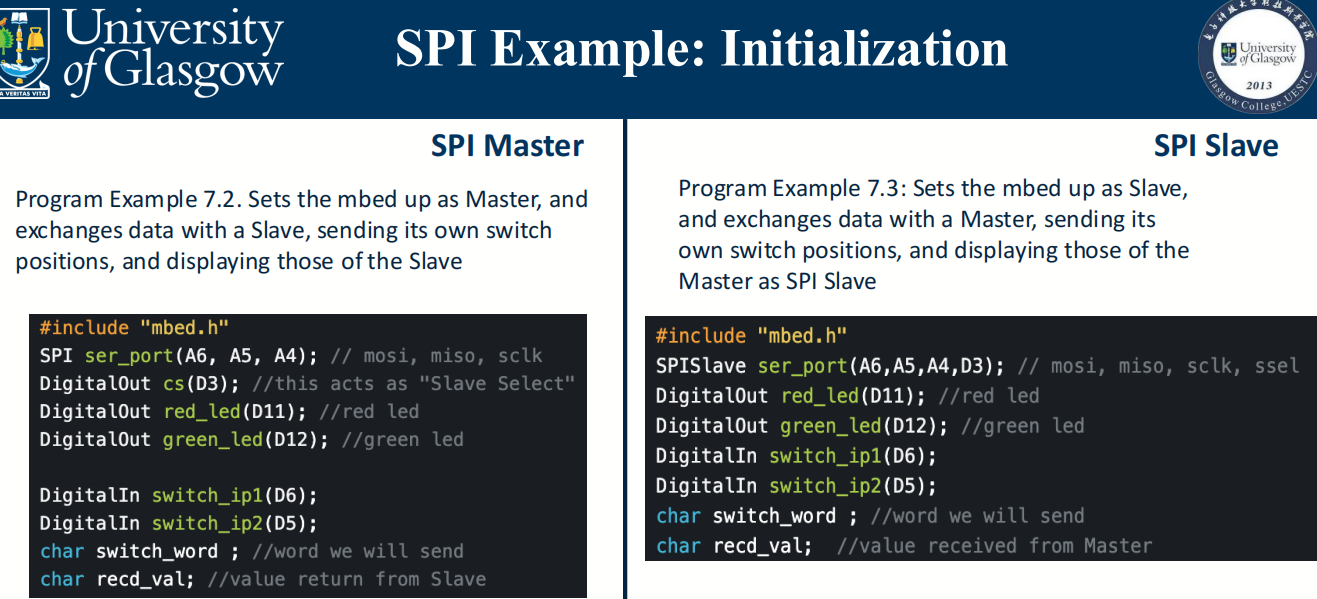 University
of Glasgow
A VERITAS VITA
SPI Example: Initialization
University
of Glasgow
2013
Glasgow College, UESTC
SPI Master
Program Example 7.2. Sets the mbed up as Master, and
exchanges data with a Slave, sending its own switch
positions, and displaying those of the Slave
#include "mbed.h"
SPI ser_port(A6, A5, A4); // mosi, miso, sclk
DigitalOut cs(D3); //this acts as "Slave Select"
DigitalOut red_led(D11); //red led
DigitalOut green_led(D12); //green led
DigitalIn switch_ip1(D6);
DigitalIn switch_ip2(D5);
char switch_word ; //word we will send
char recd_val; //value return from Slave
SPI Slave
Program Example 7.3: Sets the mbed up as Slave,
and exchanges data with a Master, sending its
own switch positions, and displaying those of the
Master as SPI Slave
#include "mbed.h"
SPISlave ser_port(A6,A5,A4,D3); // mosi, miso, sclk, ssel
DigitalOut red_led(D11); //red led
DigitalOut green_led(D12); //green led
DigitalIn switch_ip1(D6);
DigitalIn switch_ip2(D5);
char switch_word ; //word we will send
char recd_val;  //value received from Master